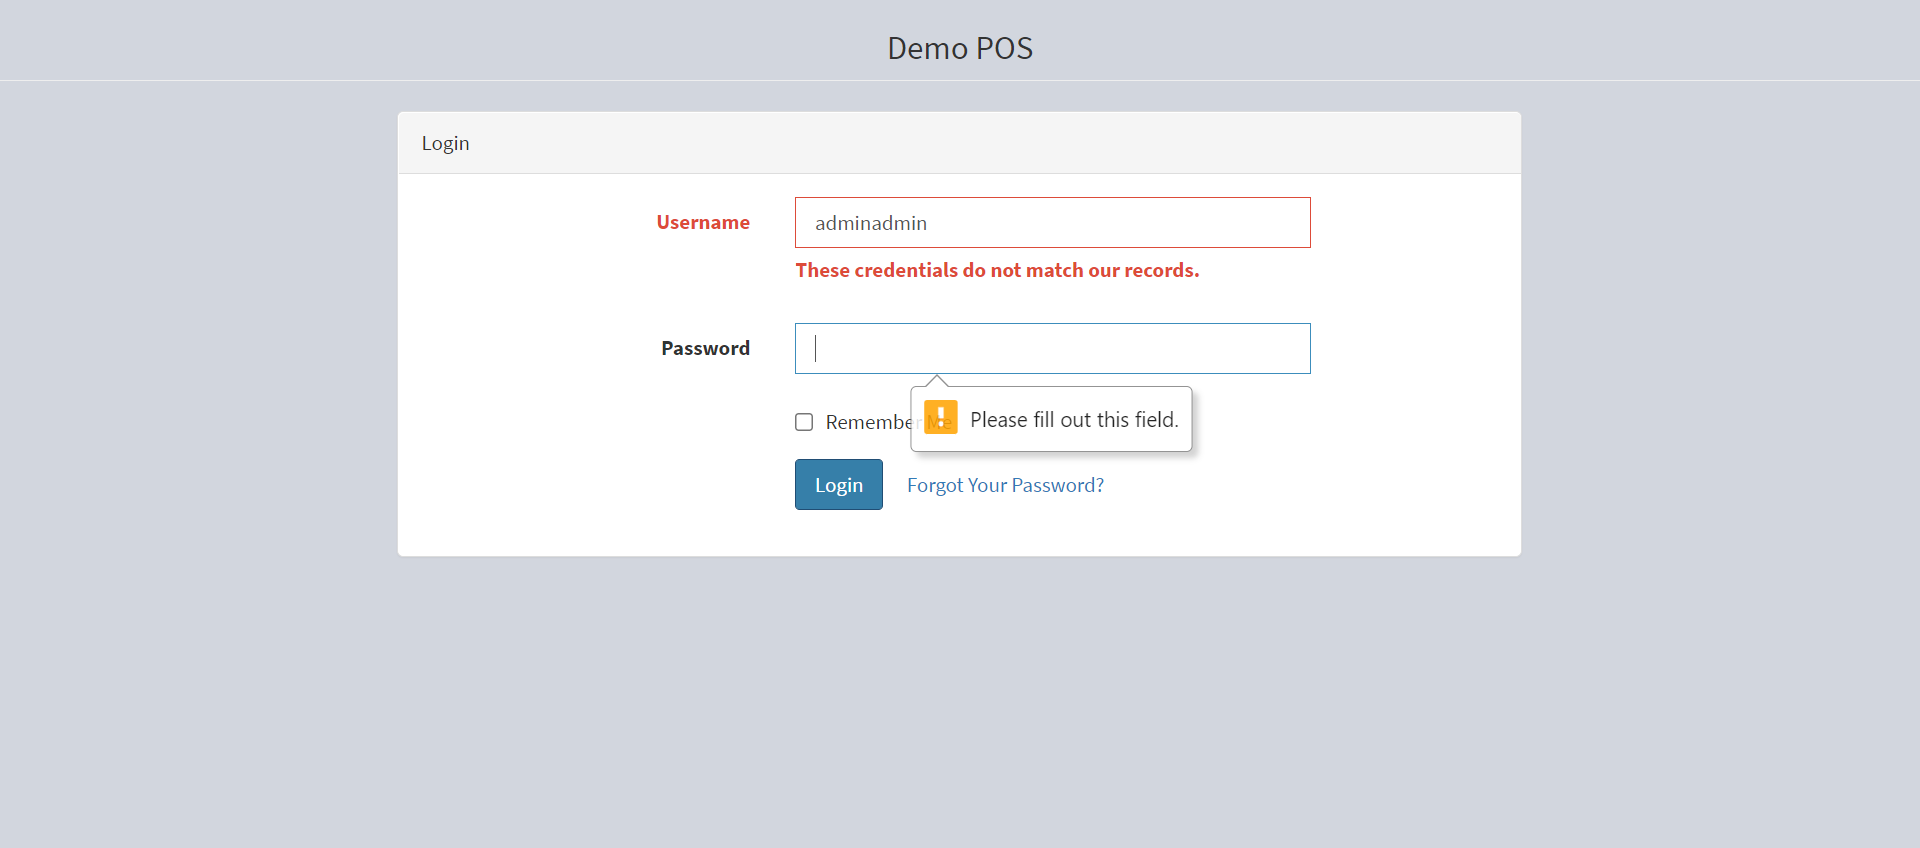 Demo POS
Login
Username
adminadmin
These credentials do not match our records.
Password
Remember Me
Please fill out this field.
Login
Forgot Your Password?